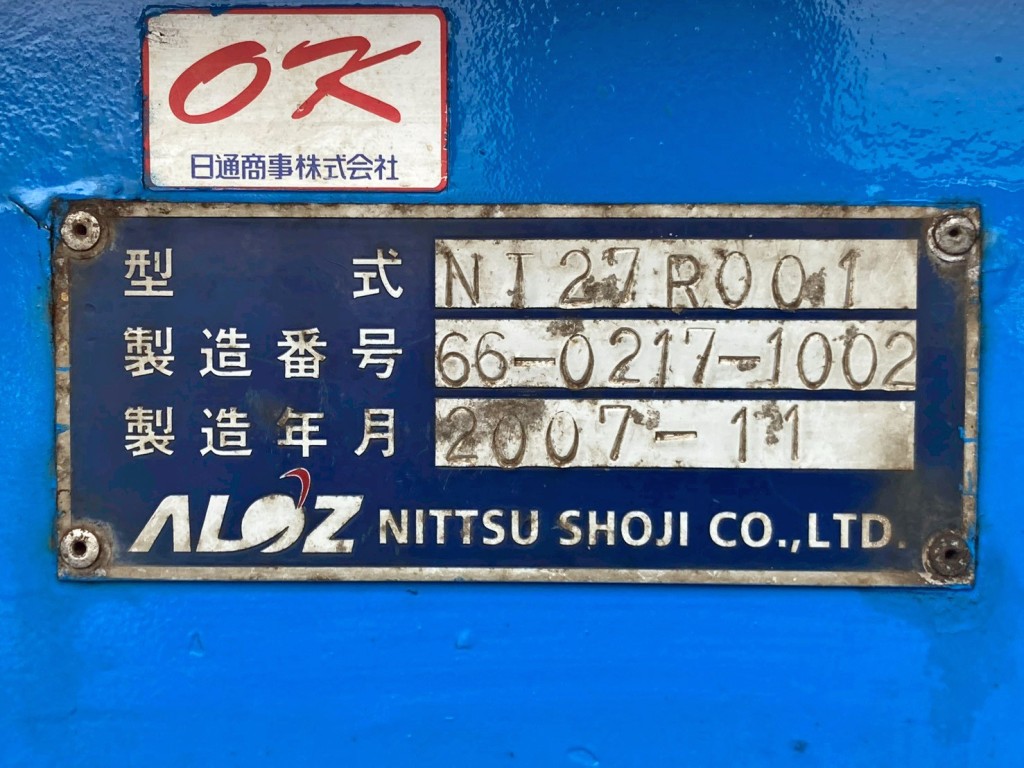 OK
日通商事株式会社
型 式 NT27R001
製造番号 66-0217-1002
製造年月 2007-11
ALOZ NITTSU SHOJI CO.,LTD.